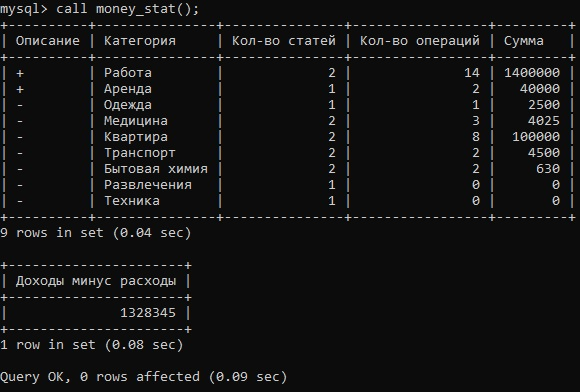 mysql> call money_stat();
+----------+---------------+----------------+-----------------+---------+
| Описание | Категория     | Кол-во статей | Кол-во операций | Сумма   |
+----------+---------------+----------------+-----------------+---------+
| +        | Работа        |             2 |              14 | 1400000 |
| +        | Аренда        |             1 |               2 |   40000 |
| -        | Одежда        |             1 |               1 |    2500 |
| -        | Медицина      |             2 |               3 |    4025 |
| -        | Квартира      |             2 |               8 |  100000 |
| -        | Транспорт     |             2 |               2 |    4500 |
| -        | Бытовая химия |             2 |               2 |     630 |
| -        | Развлечения   |             1 |               0 |       0 |
| -        | Техника       |             1 |               0 |       0 |
+----------+---------------+----------------+-----------------+---------+
9 rows in set (0.04 sec)
+----------------------+
| Доходы минус расходы |
+----------------------+
|              1328345 |
+----------------------+
1 row in set (0.08 sec)
Query OK, 0 rows affected (0.09 sec)